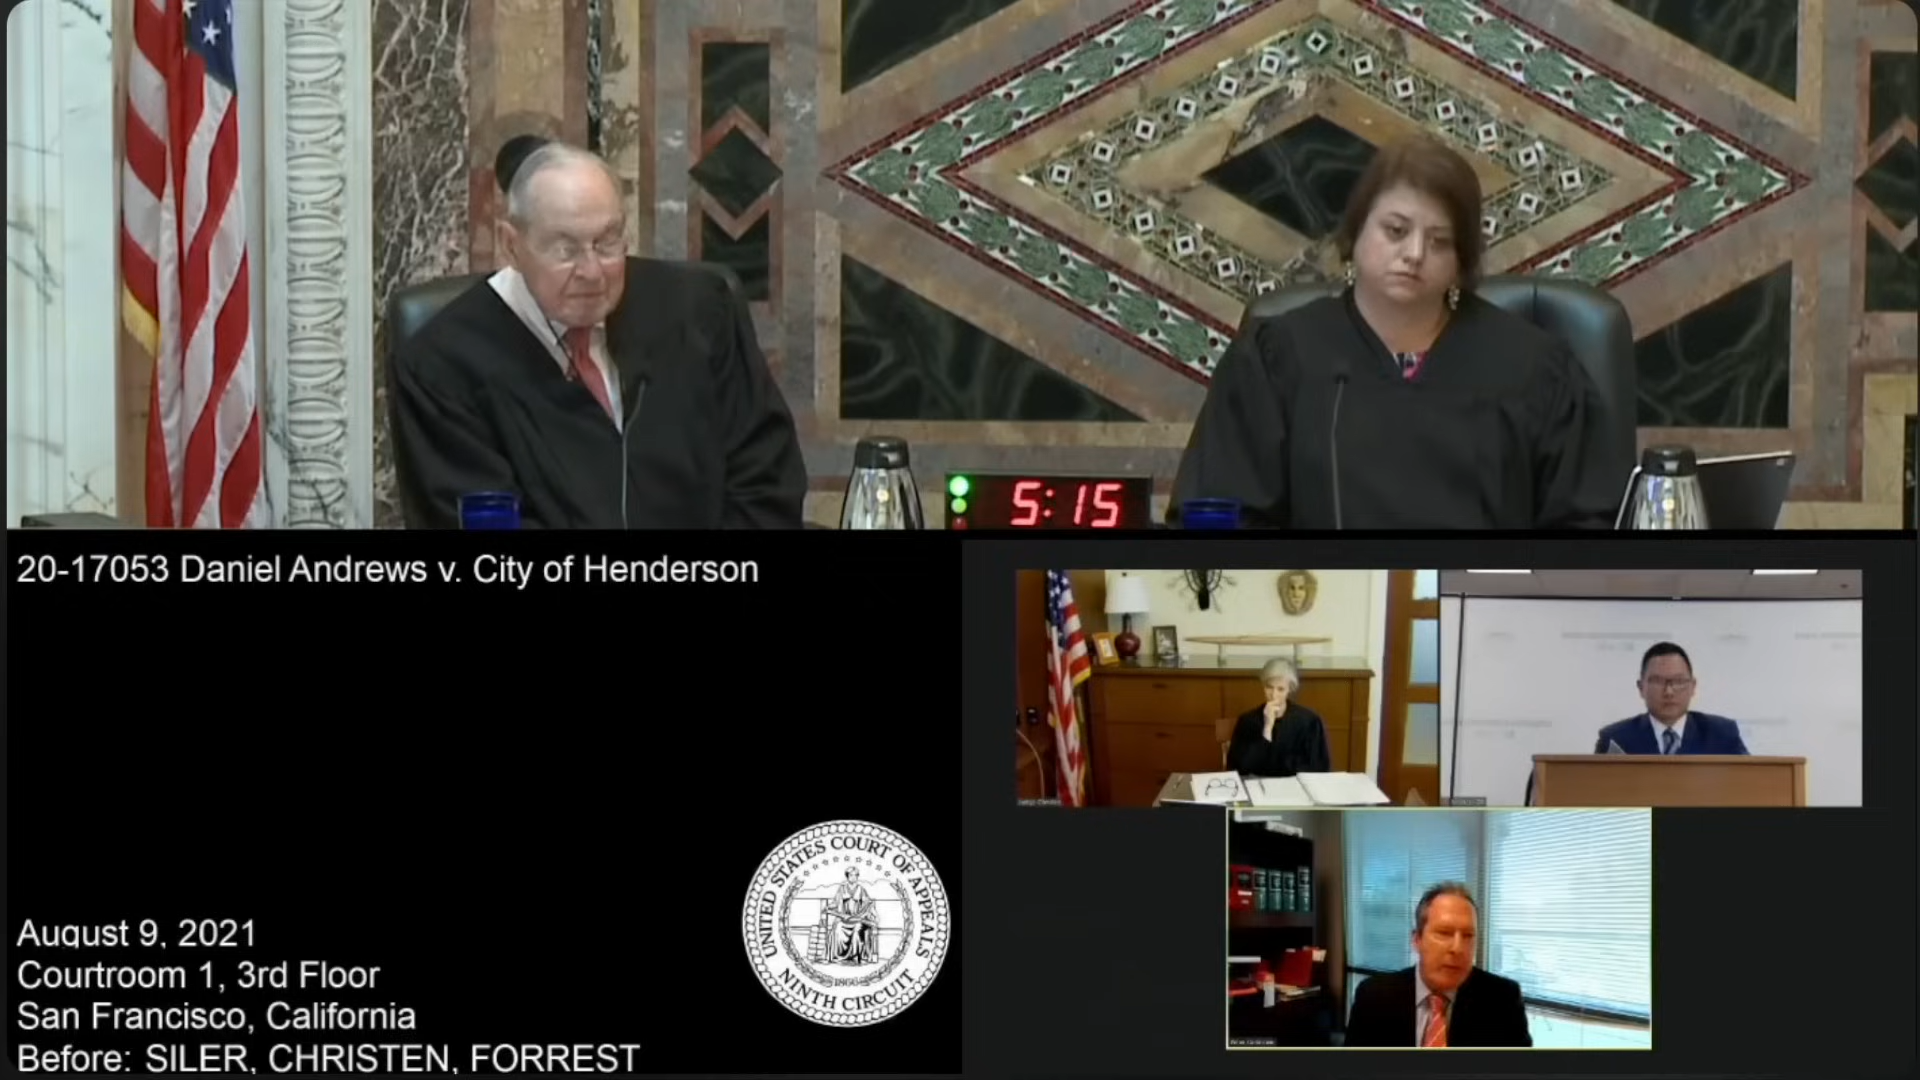 5:15
20-17053 Daniel Andrews v. City of Henderson
UNITED STATES COURT OF APPEALS
NINTH CIRCUIT
August 9, 2021
Courtroom 1, 3rd Floor
San Francisco, California
Before: SILER, CHRISTEN, FORREST